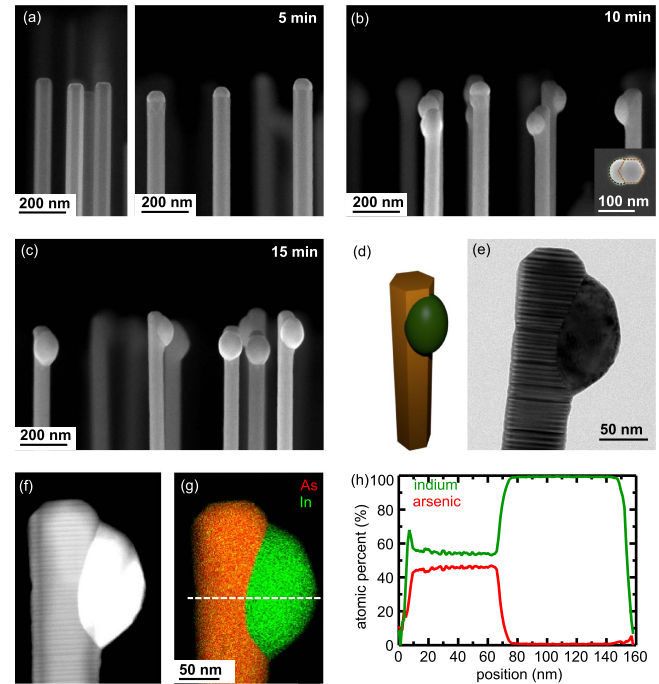 (a)
5 min
200 nm
200 nm
(b)
10 min
200 nm
100 nm
(c)
15 min
200 nm
(d)
(e)
50 nm
(f)
(g)
As
In
50 nm
(h)
indium
arsenic
atomic percent (%)
100
80
60
40
20
0
0 20 40 60 80 100 120 140 160
position (nm)